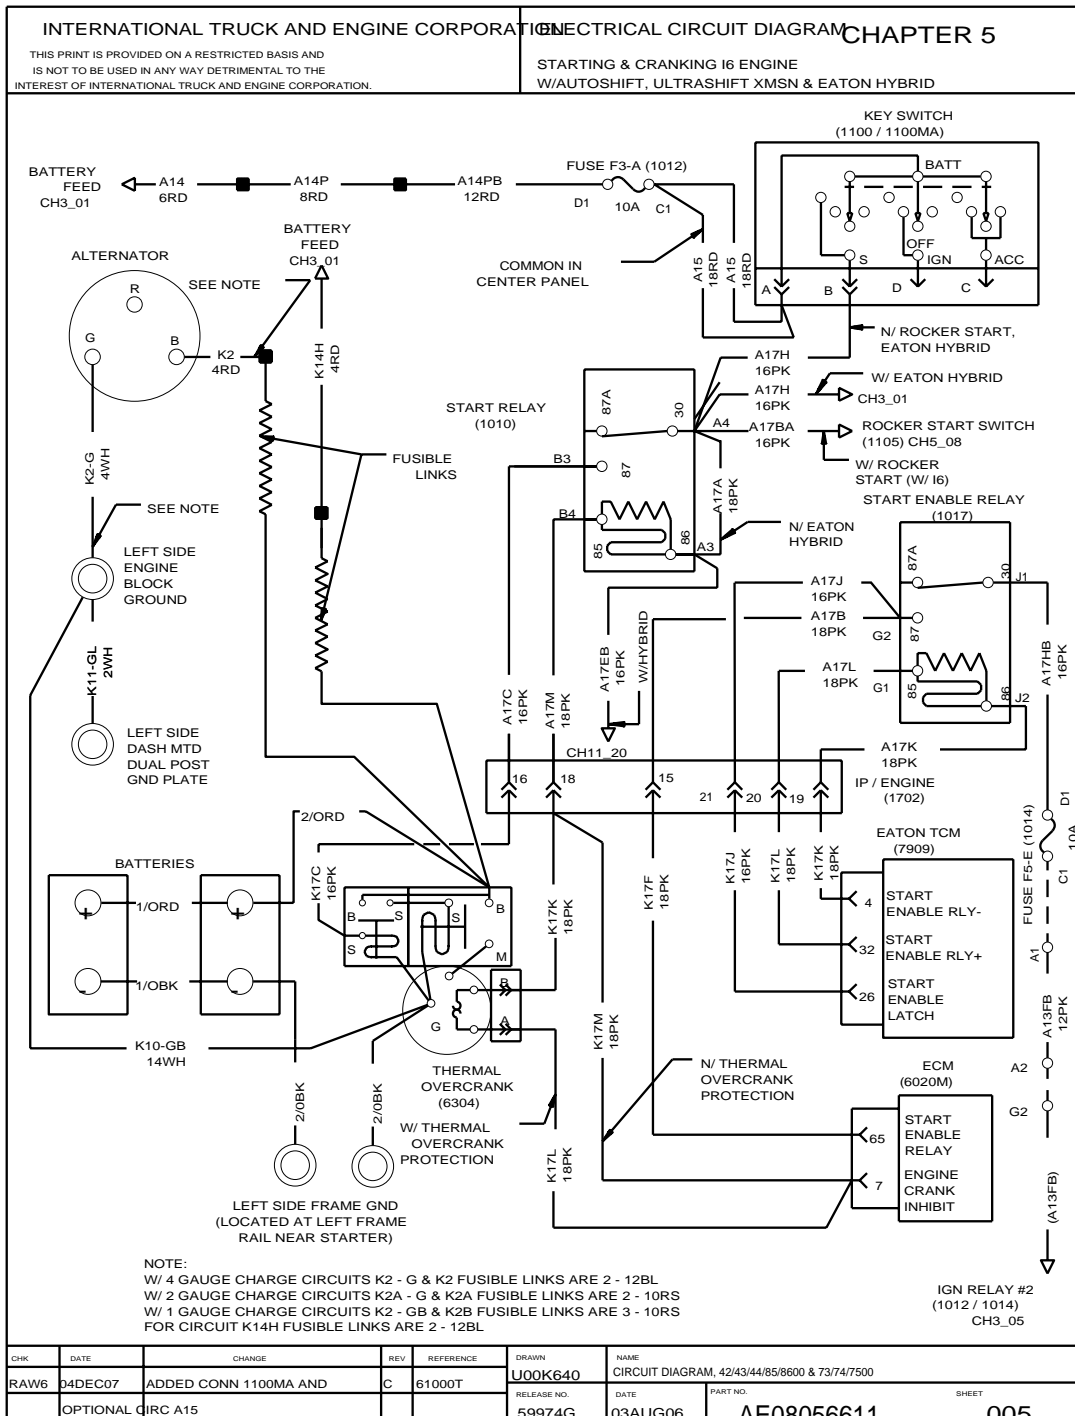 INTERNATIONAL TRUCK AND ENGINE CORPORATION
ELECTRICAL CIRCUIT DIAGRAM
CHAPTER 5
THIS PRINT IS PROVIDED ON A RESTRICTED BASIS AND
IS NOT TO BE USED IN ANY WAY DETRIMENTAL TO THE
INTEREST OF INTERNATIONAL TRUCK AND ENGINE CORPORATION.
STARTING & CRANKING I6 ENGINE
W/AUTOSHIFT, ULTRASHIFT XMSN & EATON HYBRID
KEY SWITCH
(1100 / 1100MA)
BATT
OFF
S
IGN
ACC
A
B
D
C
BATTERY
FEED
CH3_01
A14
6RD
A14P
8RD
A14PB
12RD
FUSE F3-A (1012)
D1
10A
C1
A15
18RD
A15
18RD
COMMON IN
CENTER PANEL
BATTERY
FEED
CH3_01
ALTERNATOR
R
G
B
SEE NOTE
K2
4RD
K14H
4RD
N/ ROCKER START,
EATON HYBRID
A17H
16PK
A17H
16PK
W/ EATON HYBRID
CH3_01
A4
A17BA
16PK
ROCKER START SWITCH
(1105) CH5_08
W/ ROCKER
START (W/ I6)
START RELAY
(1010)
87A
30
87
85
86
B3
B4
A3
A17A
18PK
N/ EATON
HYBRID
FUSIBLE
LINKS
K2-G
4WH
SEE NOTE
LEFT SIDE
ENGINE
BLOCK
GROUND
K11-GL
2WH
LEFT SIDE
DASH MTD
DUAL POST
GND PLATE
START ENABLE RELAY
(1017)
87A
30
J1
87
85
86
J2
A17J
16PK
A17B
18PK
G2
A17L
18PK
G1
A17K
18PK
A17HB
16PK
A17C
16PK
A17M
18PK
A17EB
16PK
W/HYBRID
CH11_20
16
18
15
21
20
19
IP / ENGINE
(1702)
FUSE F5-E (1014)
D1
10A
C1
2/ORD
BATTERIES
1/ORD
1/OBK
+
+
-
-
K17C
16PK
B
S
S
B
S
M
G
B
A
K17K
18PK
K17M
18PK
K17F
18PK
K17J
16PK
K17L
18PK
K17K
18PK
EATON TCM
(7909)
4
START
ENABLE RLY-
32
START
ENABLE RLY+
26
START
ENABLE
LATCH
A1
A13FB
12PK
A2
G2
(A13FB)
K10-GB
14WH
2/0BK
2/0BK
THERMAL
OVERCRANK
(6304)
W/ THERMAL
OVERCRANK
PROTECTION
K17L
18PK
N/ THERMAL
OVERCRANK
PROTECTION
ECM
(6020M)
65
START
ENABLE
RELAY
7
ENGINE
CRANK
INHIBIT
LEFT SIDE FRAME GND
(LOCATED AT LEFT FRAME
RAIL NEAR STARTER)
IGN RELAY #2
(1012 / 1014)
CH3_05
NOTE:
W/ 4 GAUGE CHARGE CIRCUITS K2 - G & K2 FUSIBLE LINKS ARE 2 - 12BL
W/ 2 GAUGE CHARGE CIRCUITS K2A - G & K2A FUSIBLE LINKS ARE 2 - 10RS
W/ 1 GAUGE CHARGE CIRCUITS K2 - GB & K2B FUSIBLE LINKS ARE 3 - 10RS
FOR CIRCUIT K14H FUSIBLE LINKS ARE 2 - 12BL
CHK DATE CHANGE REV REFERENCE
RAW6 04DEC07 ADDED CONN 1100MA AND C 61000T
OPTIONAL CIRC A15
DRAWN
U00K640
NAME
CIRCUIT DIAGRAM, 42/43/44/85/8600 & 73/74/7500
RELEASE NO.
59974G
DATE
03AUG06
PART NO.
AE08056611
SHEET
005